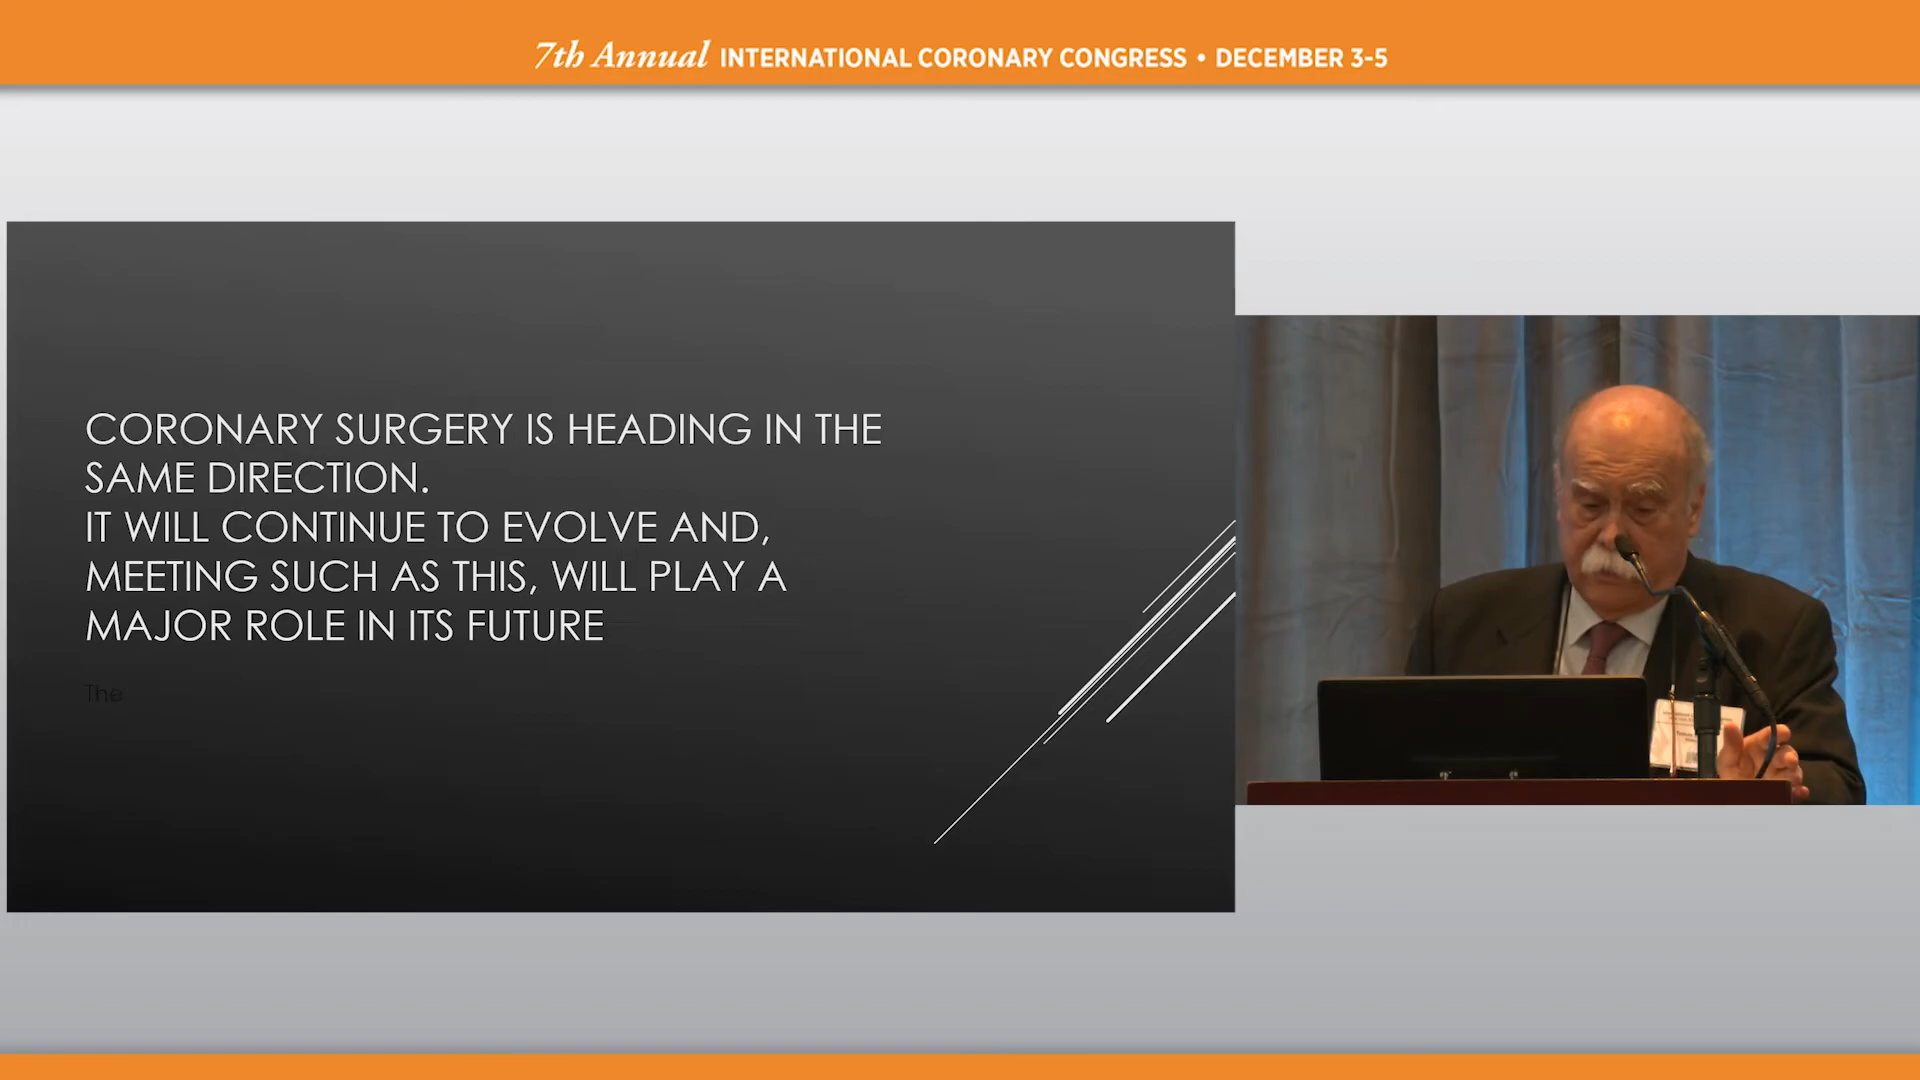 7th Annual INTERNATIONAL CORONARY CONGRESS • DECEMBER 3-5
CORONARY SURGERY IS HEADING IN THE
SAME DIRECTION.
IT WILL CONTINUE TO EVOLVE AND,
MEETING SUCH AS THIS, WILL PLAY A
MAJOR ROLE IN ITS FUTURE
The